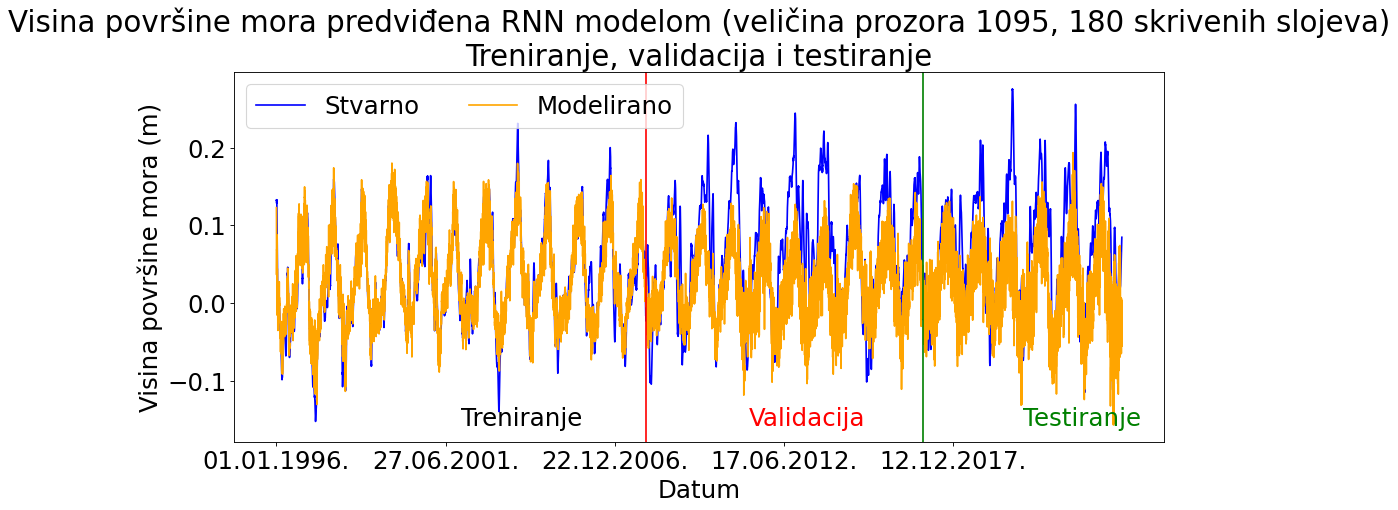 Visina površine mora predviđena RNN modelom (veličina prozora 1095, 180 skrivenih slojeva)
Treniranje, validacija i testiranje
Stvarno Modelirano
Visina površine mora (m)
0.2
0.1
0.0
−0.1
Treniranje Validacija Testiranje
01.01.1996. 27.06.2001. 22.12.2006. 17.06.2012. 12.12.2017.
Datum